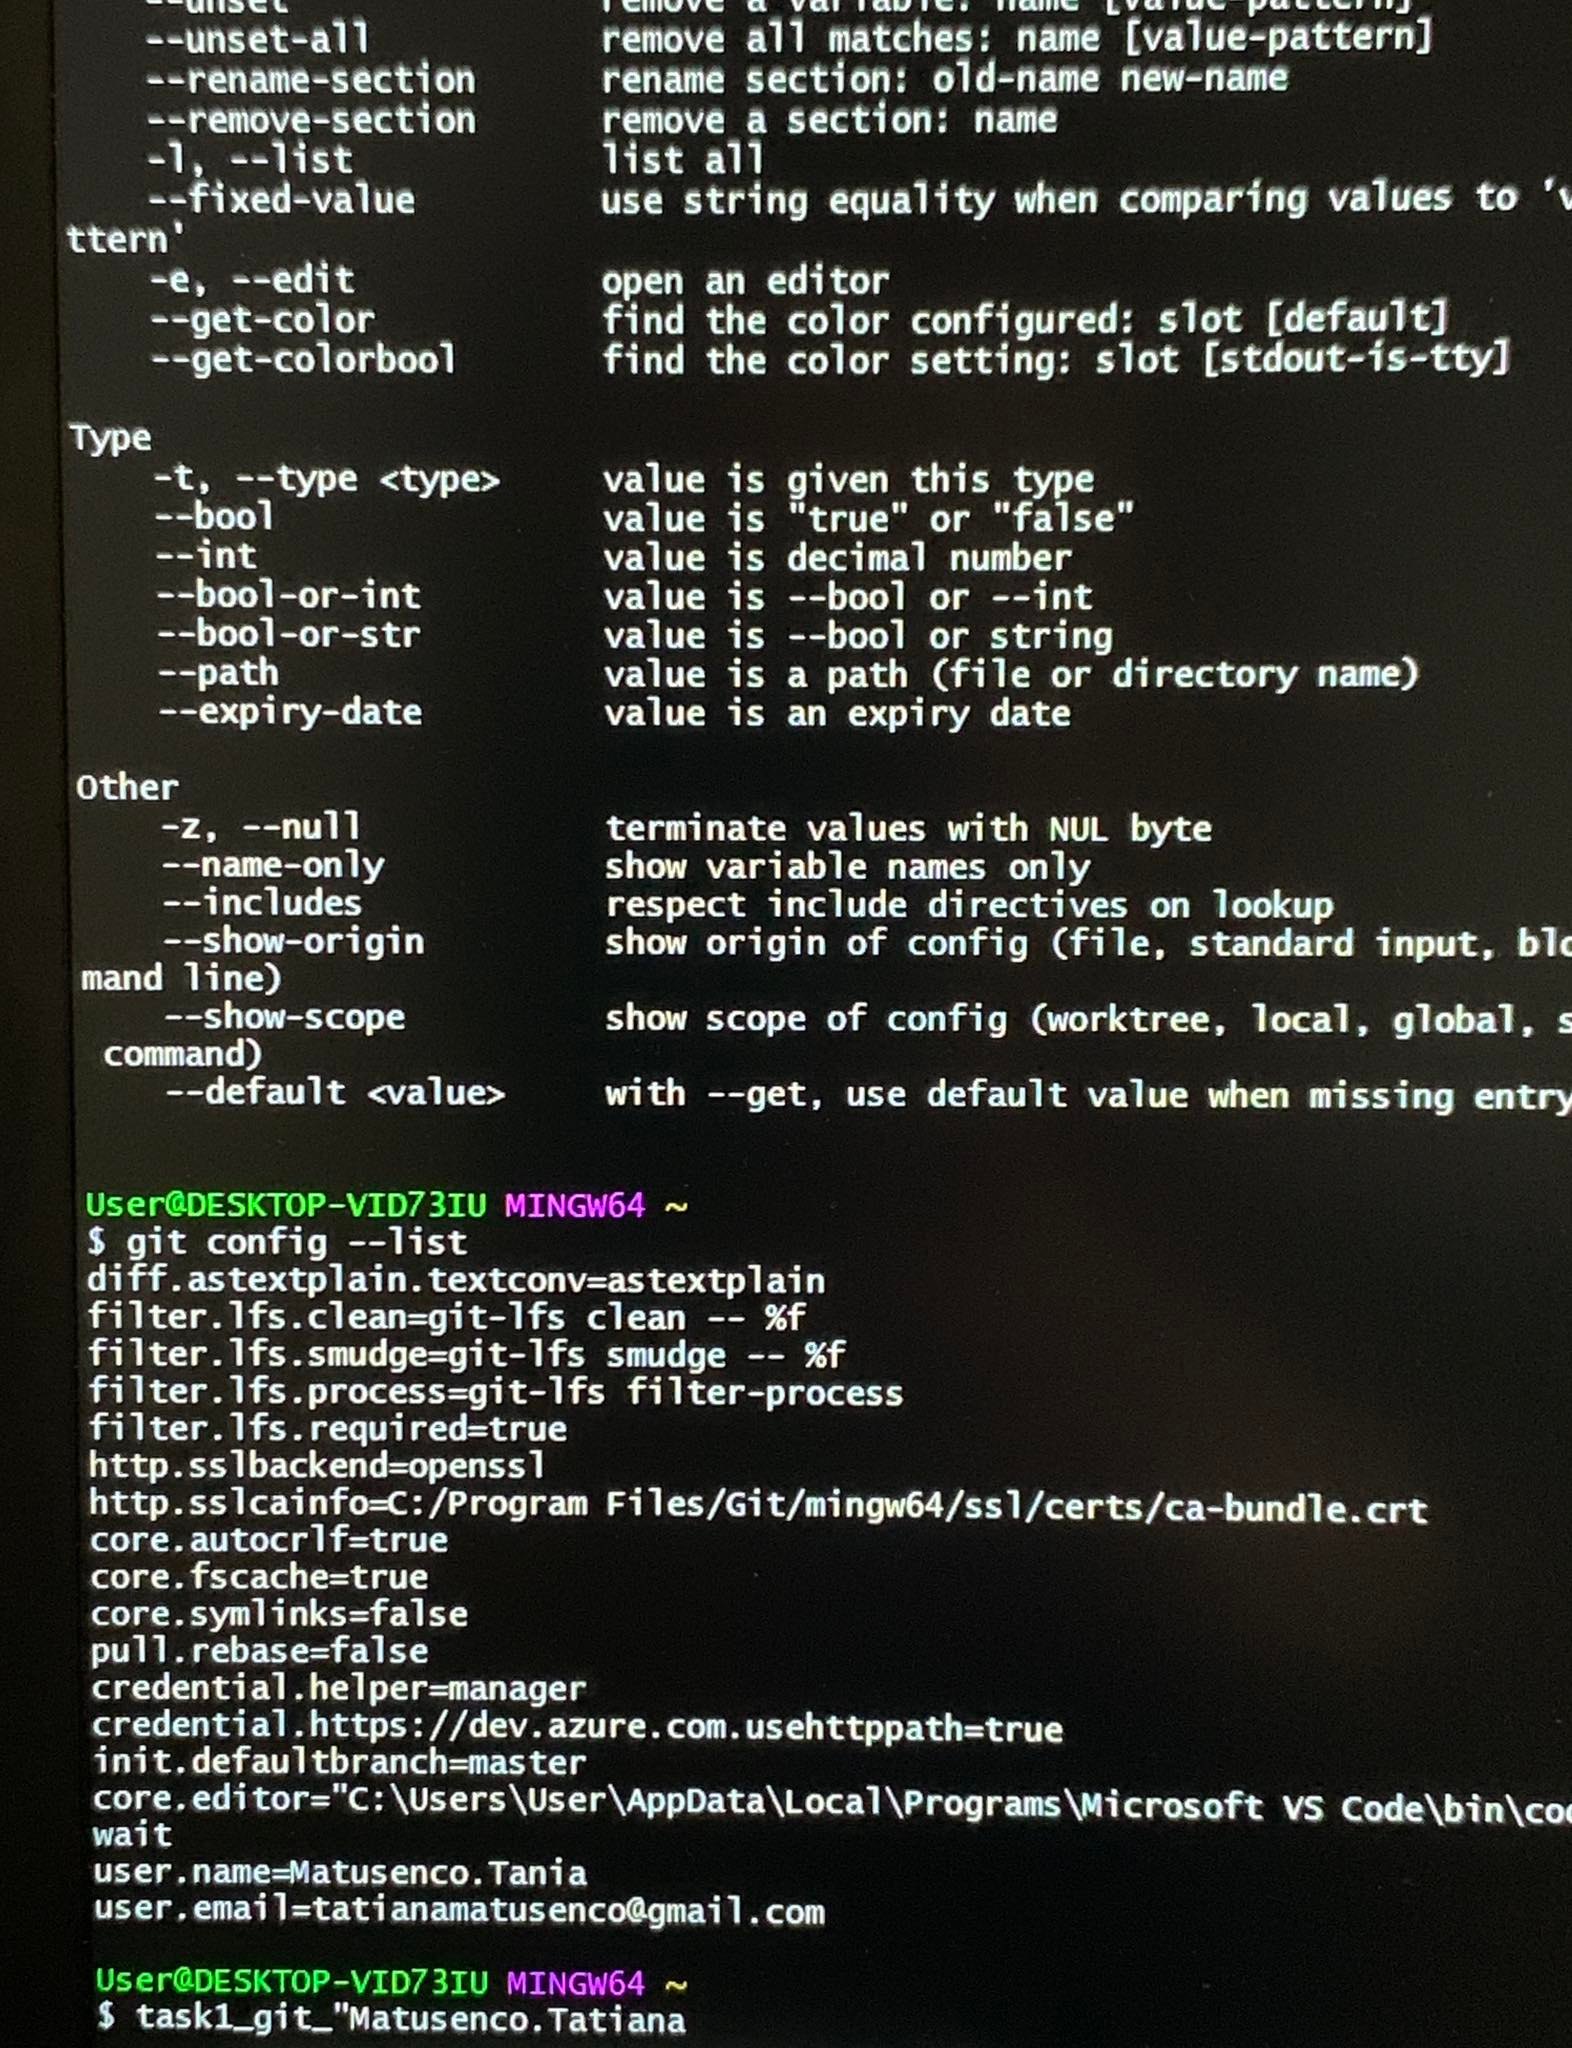 --unset remove a variable: name [value-pattern]
--unset-all remove all matches: name [value-pattern]
--rename-section rename section: old-name new-name
--remove-section remove a section: name
-l, --list list all
--fixed-value use string equality when comparing values to 'v
ttern'
-e, --edit open an editor
--get-color find the color configured: slot [default]
--get-colorbool find the color setting: slot [stdout-is-tty]
Type
-t, --type <type> value is given this type
--bool value is "true" or "false"
--int value is decimal number
--bool-or-int value is --bool or --int
--bool-or-str value is --bool or string
--path value is a path (file or directory name)
--expiry-date value is an expiry date
Other
-z, --null terminate values with NUL byte
--name-only show variable names only
--includes respect include directives on lookup
--show-origin show origin of config (file, standard input, blo
mand line)
--show-scope show scope of config (worktree, local, global, s
command)
--default <value> with --get, use default value when missing entry
User@DESKTOP-VID73IU MINGW64 ~
$ git config --list
diff.astextplain.textconv=astextplain
filter.lfs.clean=git-lfs clean -- %f
filter.lfs.smudge=git-lfs smudge -- %f
filter.lfs.process=git-lfs filter-process
filter.lfs.required=true
http.sslbackend=openssl
http.sslcainfo=C:/Program Files/Git/mingw64/ssl/certs/ca-bundle.crt
core.autocrlf=true
core.fscache=true
core.symlinks=false
pull.rebase=false
credential.helper=manager
credential.https://dev.azure.com.usehttppath=true
init.defaultbranch=master
core.editor="C:\Users\User\AppData\Local\Programs\Microsoft VS Code\bin\cod
wait
user.name=Matusenco.Tania
user.email=tatianamatusenco@gmail.com
User@DESKTOP-VID73IU MINGW64 ~
$ task1_git_"Matusenco.Tatiana